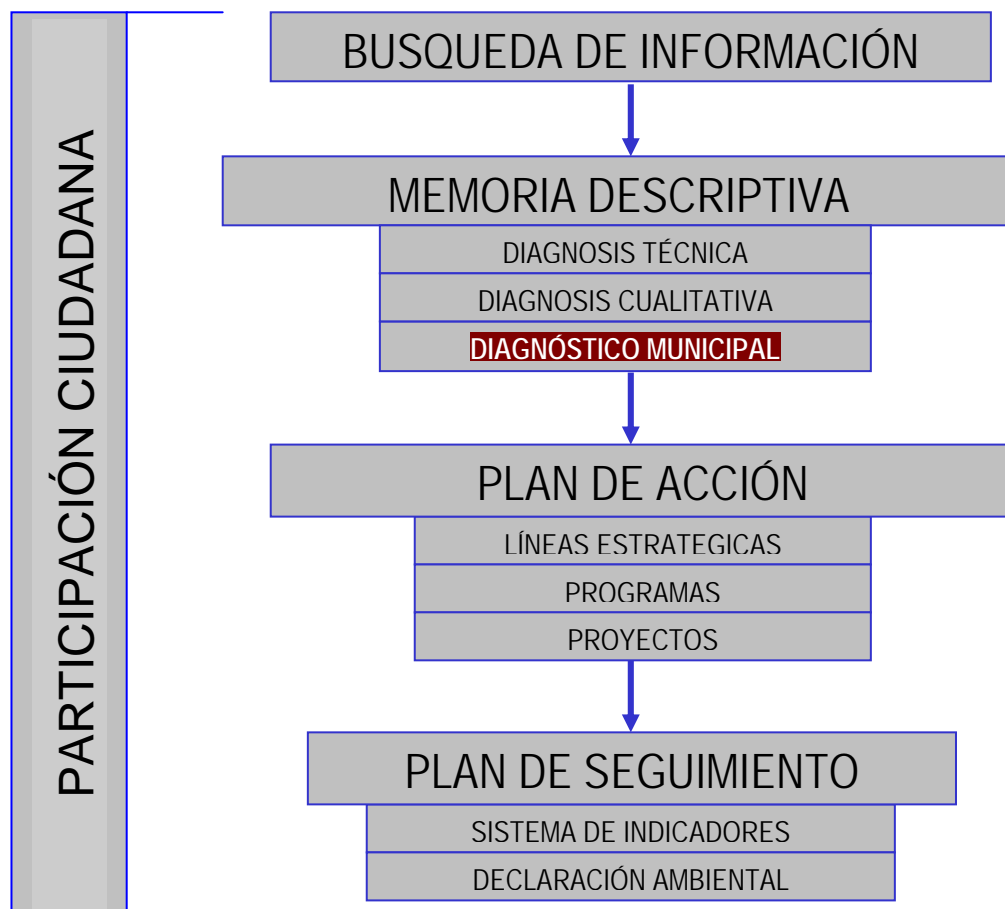 PARTICIPACIÓN CIUDADANA
BUSQUEDA DE INFORMACIÓN
MEMORIA DESCRIPTIVA
DIAGNOSIS TÉCNICA
DIAGNOSIS CUALITATIVA
DIAGNÓSTICO MUNICIPAL
PLAN DE ACCIÓN
LÍNEAS ESTRATEGICAS
PROGRAMAS
PROYECTOS
PLAN DE SEGUIMIENTO
SISTEMA DE INDICADORES
DECLARACIÓN AMBIENTAL